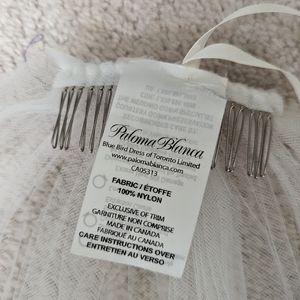 Paloma Blanca
Blue Bird Dress of Toronto Limited
www.palomablanca.com
CA05313
FABRIC / ÉTOFFE
100% NYLON
EXCLUSIVE OF TRIM
GARNITURE NON COMPRISE
MADE IN CANADA
FABRIQUÉ AU CANADA
CARE INSTRUCTIONS OVER
ENTRETIEN AU VERSO